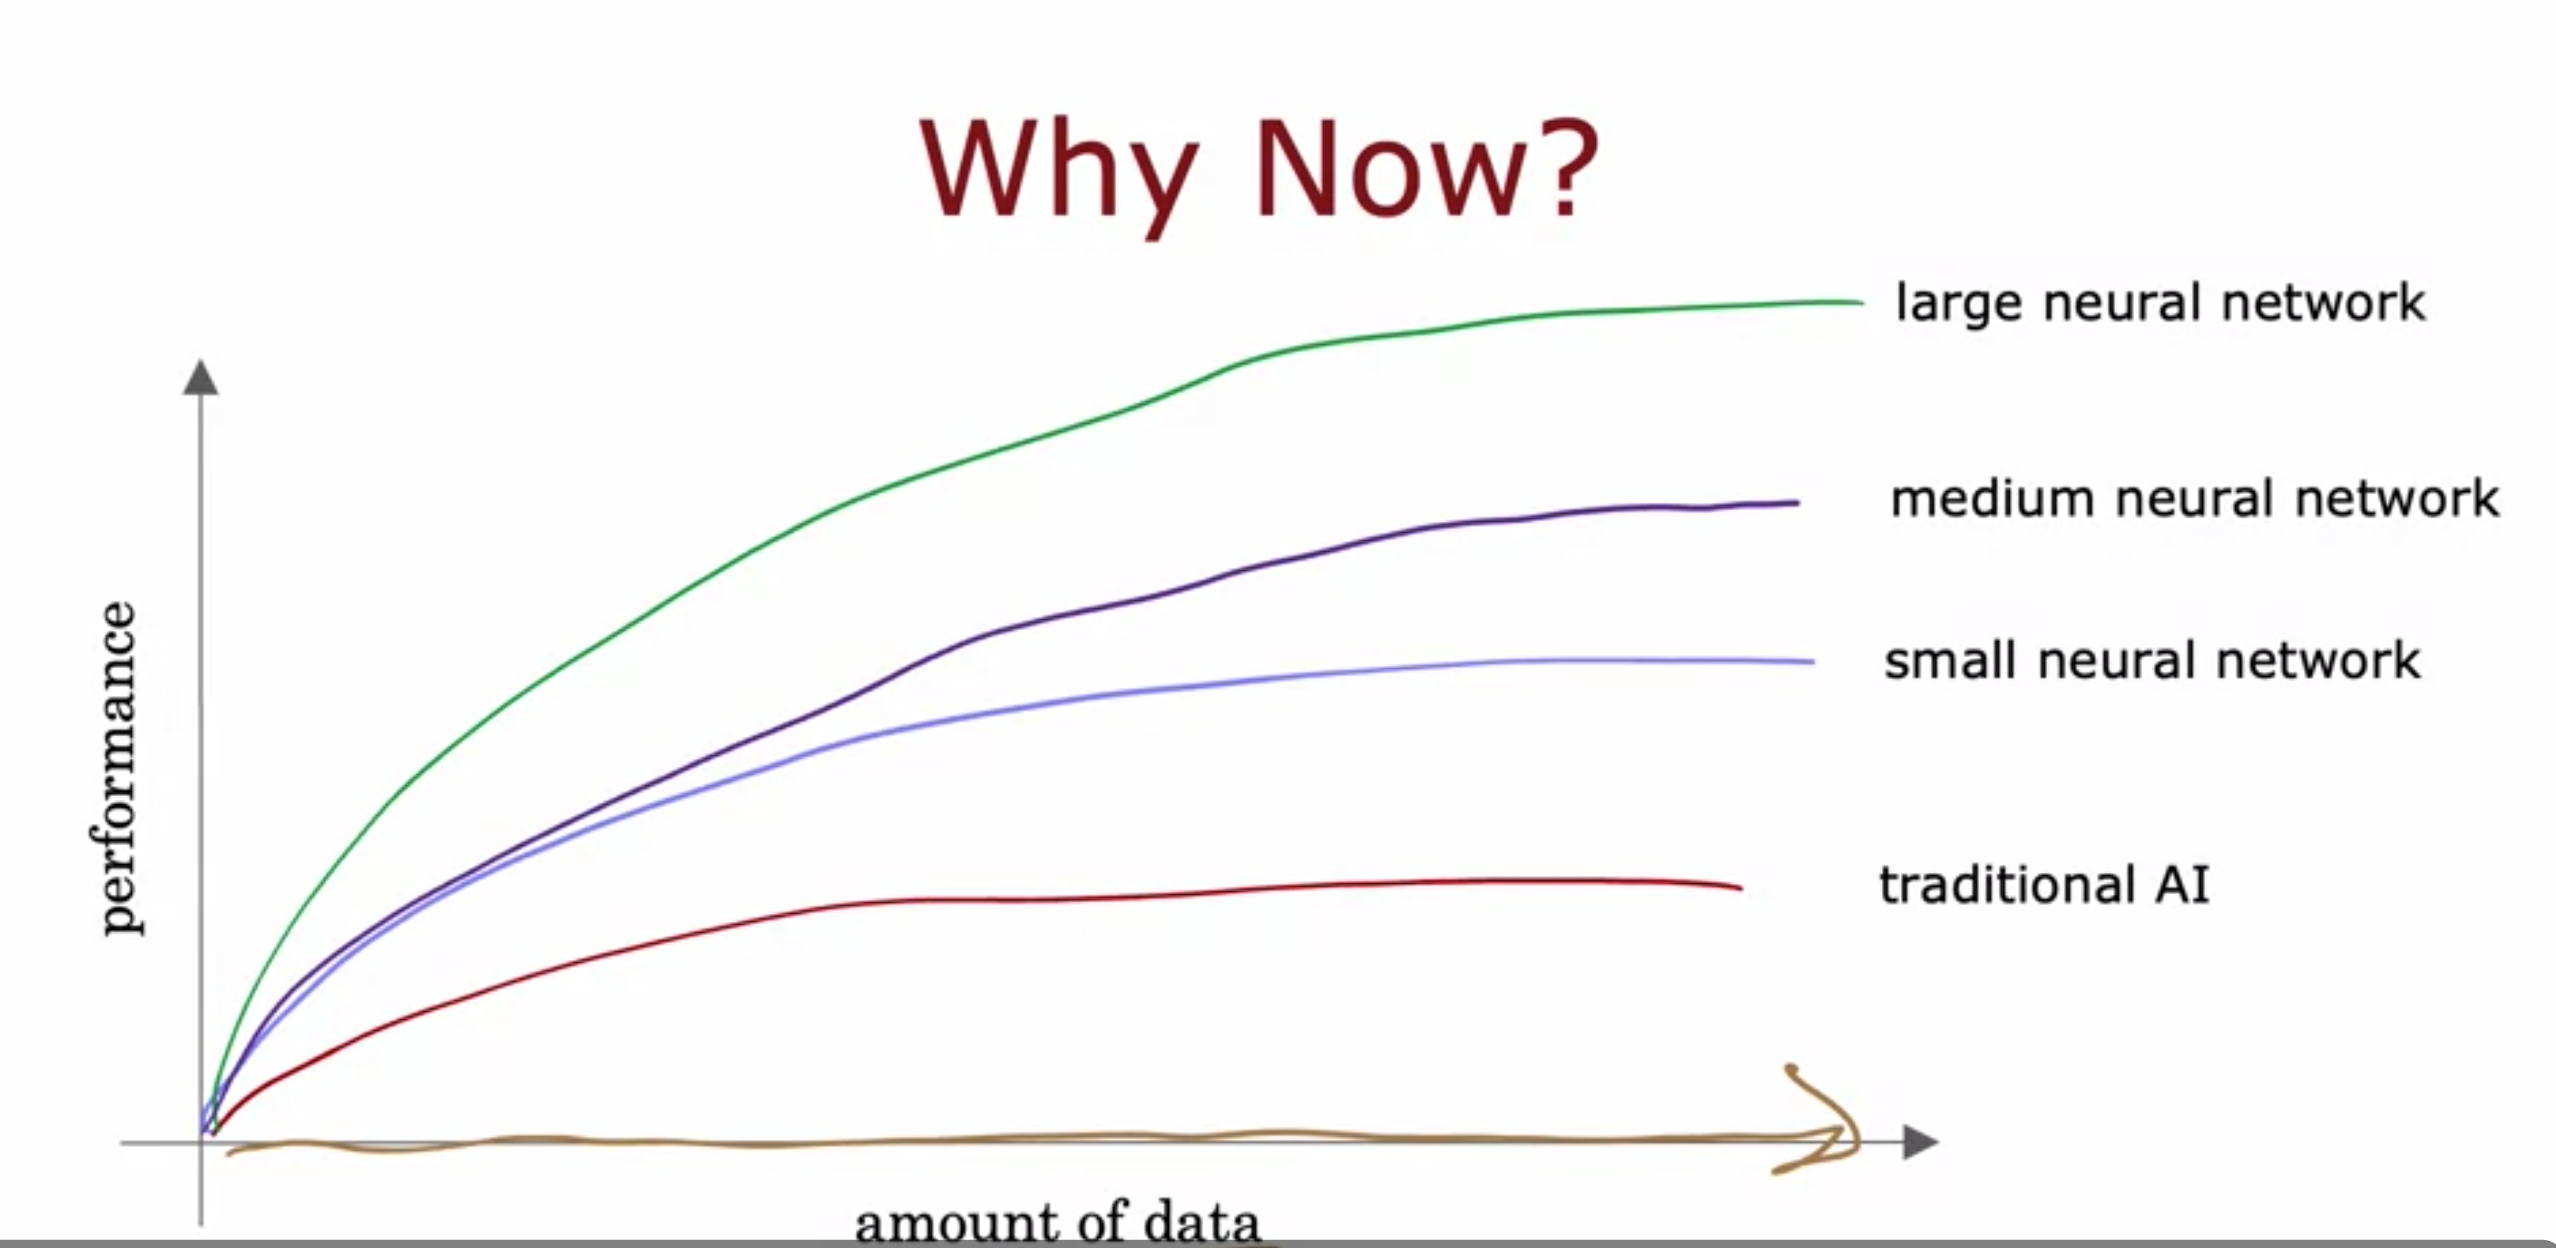 Why Now?
large neural network
medium neural network
small neural network
traditional AI
performance
amount of data